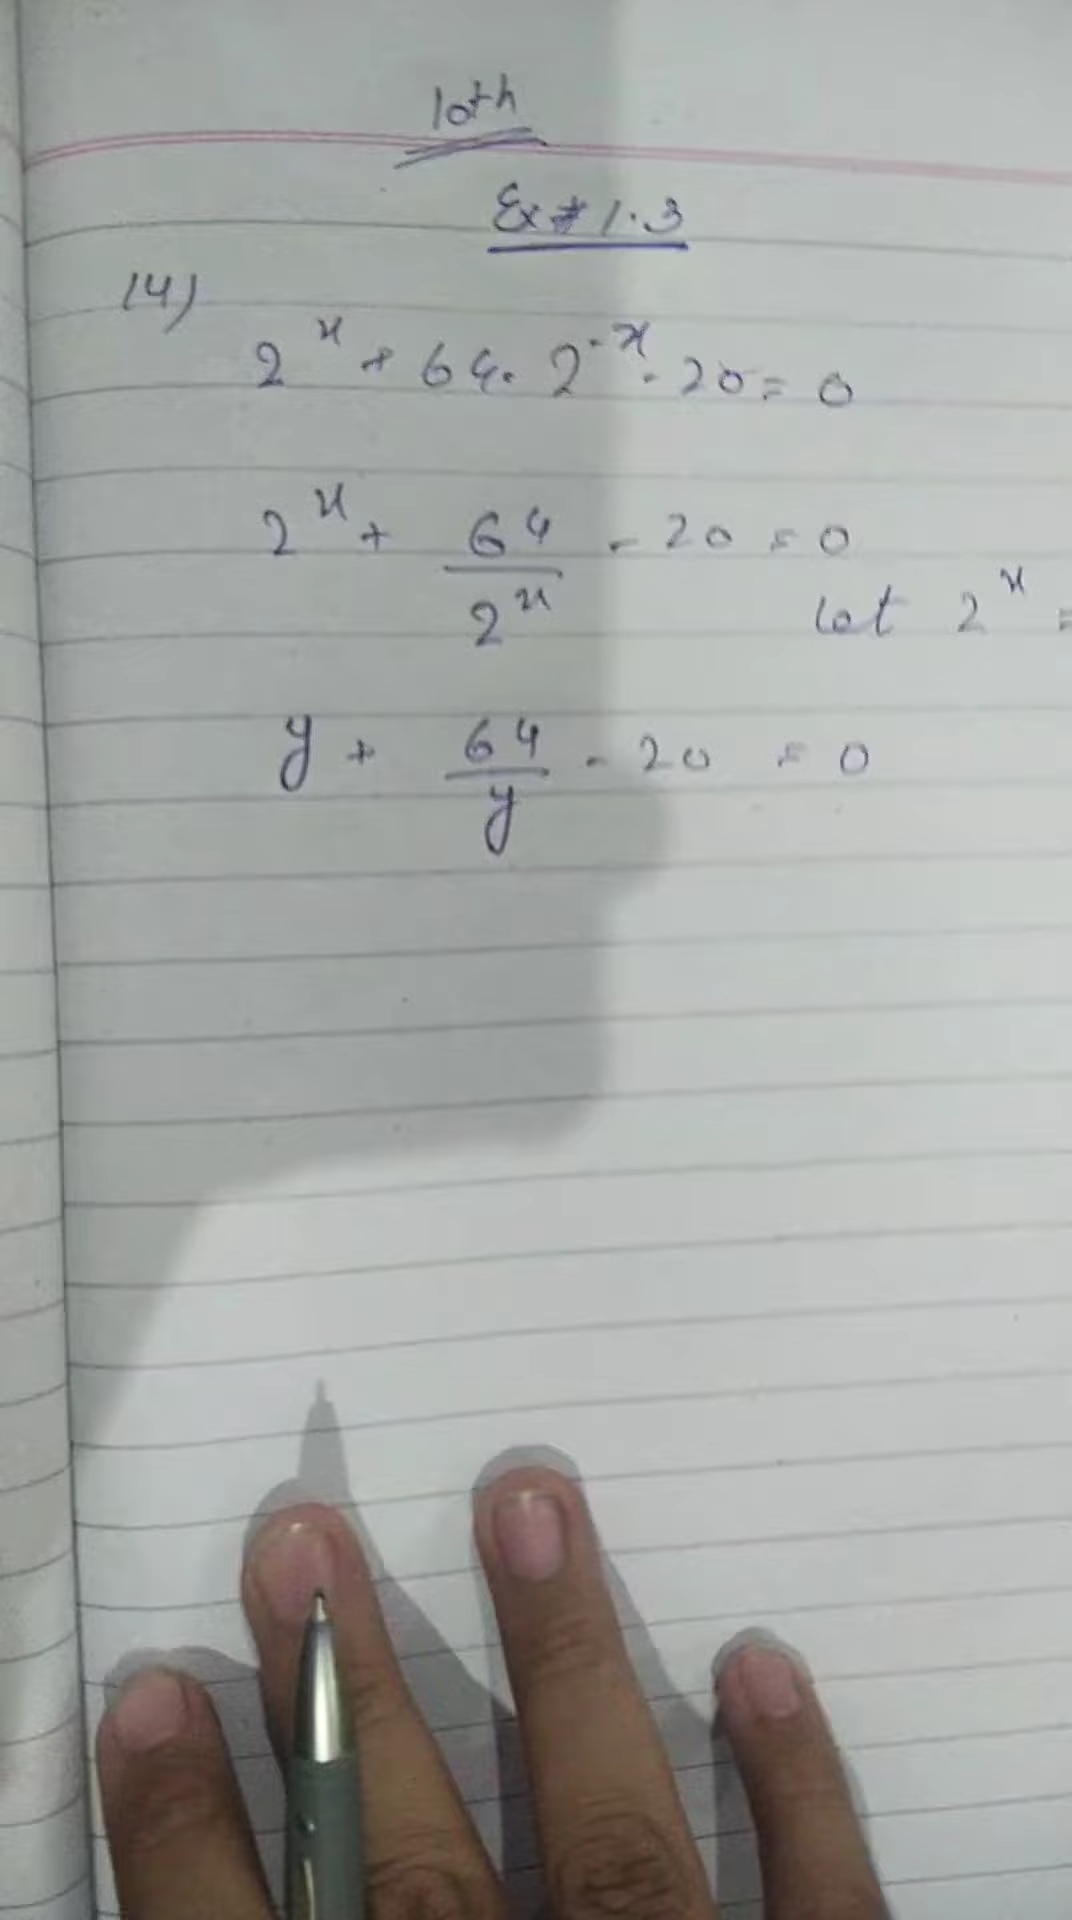 10th
Ex # 1.3
14)
2^x + 64. 2^-x - 20 = 0
2^x + 64/2^x - 20 = 0
let 2^x =
y + 64/y - 20 = 0